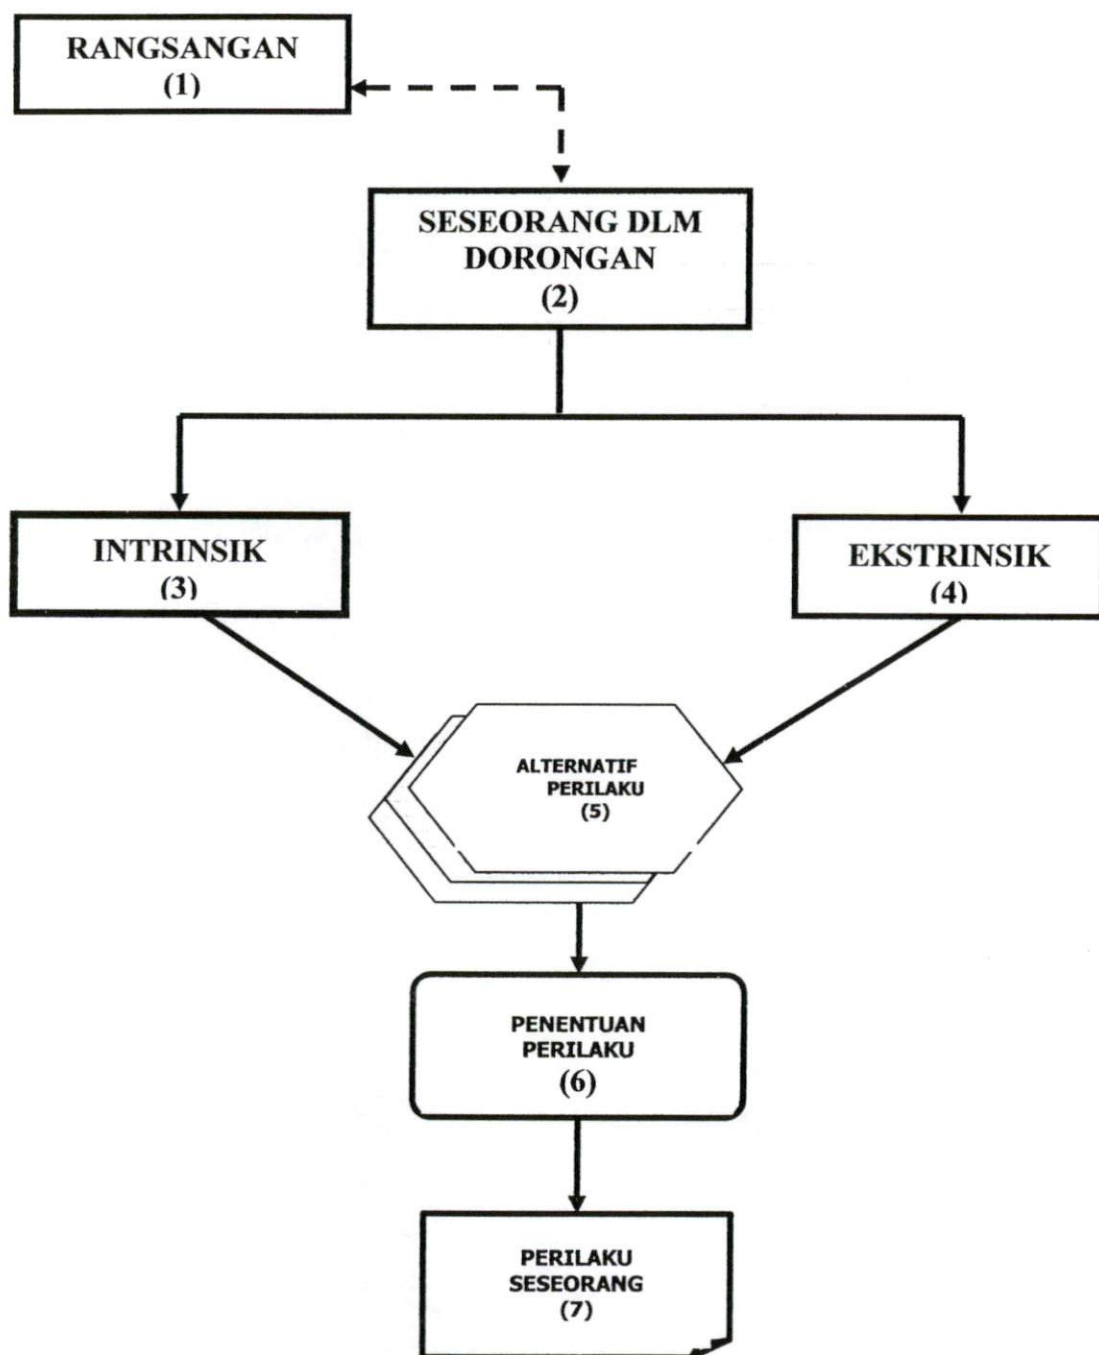 RANGSANGAN
(1)
SESEORANG DLM
DORONGAN
(2)
INTRINSIK
(3)
EKSTRINSIK
(4)
ALTERNATIF
PERILAKU
(5)
PENENTUAN
PERILAKU
(6)
PERILAKU
SESEORANG
(7)